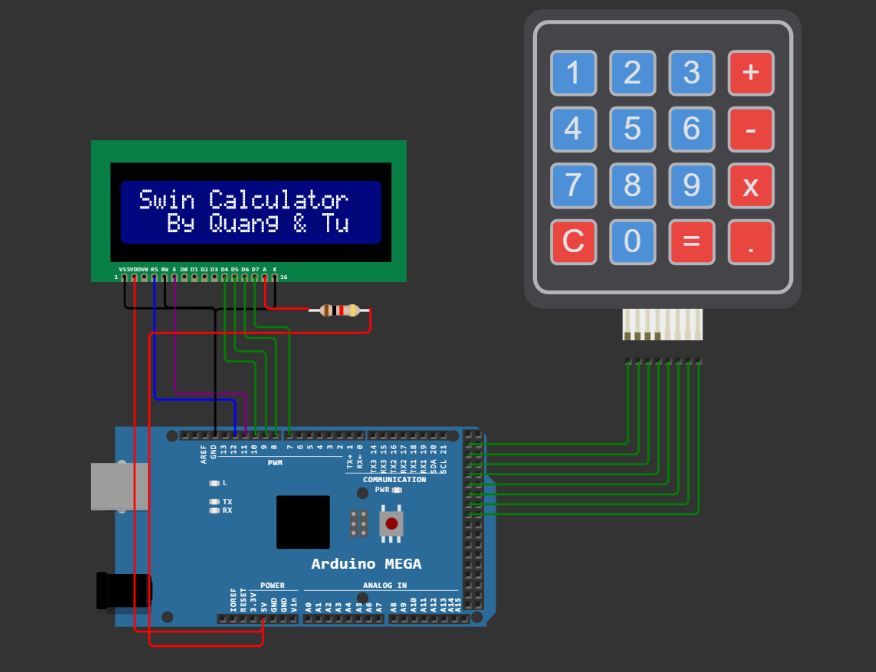 1 2 3 +
4 5 6 -
7 8 9 x
C 0 = .
Swin Calculator
By Quang & Tu
VSS VDD V0 RS RW E D0 D1 D2 D3 D4 D5 D6 D7 A K
1 16
AREF GND 13 12 11 10 9 8 7 6 5 4 3 2 TX→1 RX←0 TX3 14 RX3 15 TX2 16 RX2 17 TX1 18 RX1 19 SDA 20 SCL 21
PWM
COMMUNICATION
L
PWR
TX
RX
Arduino MEGA
POWER
ANALOG IN
IOREF RESET 3.3V 5V GND GND Vin A0 A1 A2 A3 A4 A5 A6 A7 A8 A9 A10 A11 A12 A13 A14 A15